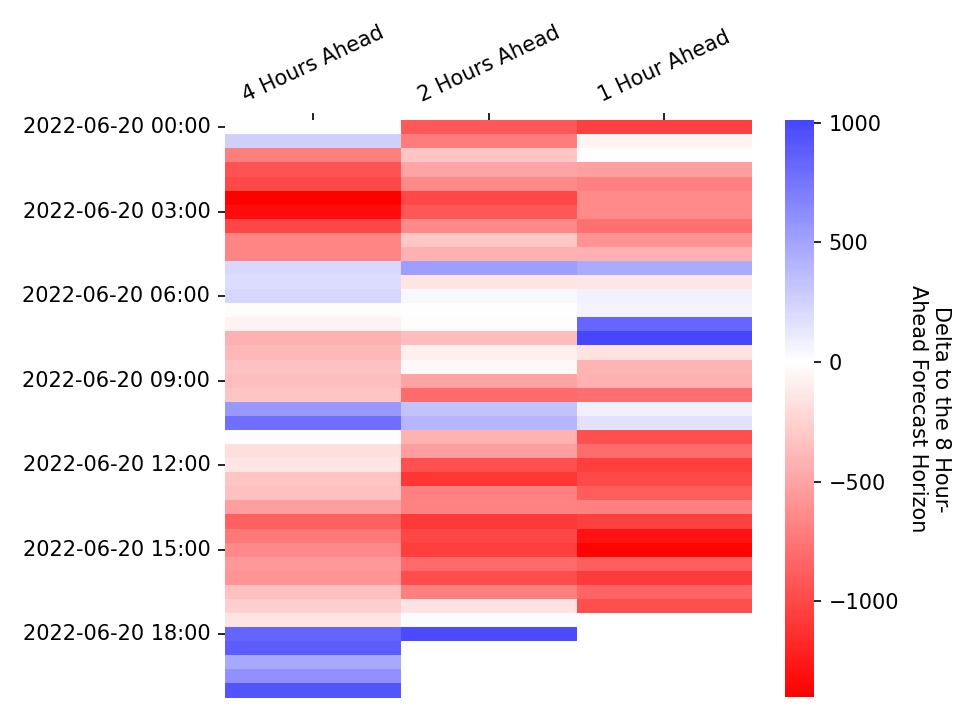 4 Hours Ahead
2 Hours Ahead
1 Hour Ahead
2022-06-20 00:00
2022-06-20 03:00
2022-06-20 06:00
2022-06-20 09:00
2022-06-20 12:00
2022-06-20 15:00
2022-06-20 18:00
1000
500
0
−500
−1000
Delta to the 8 Hour-
Ahead Forecast Horizon